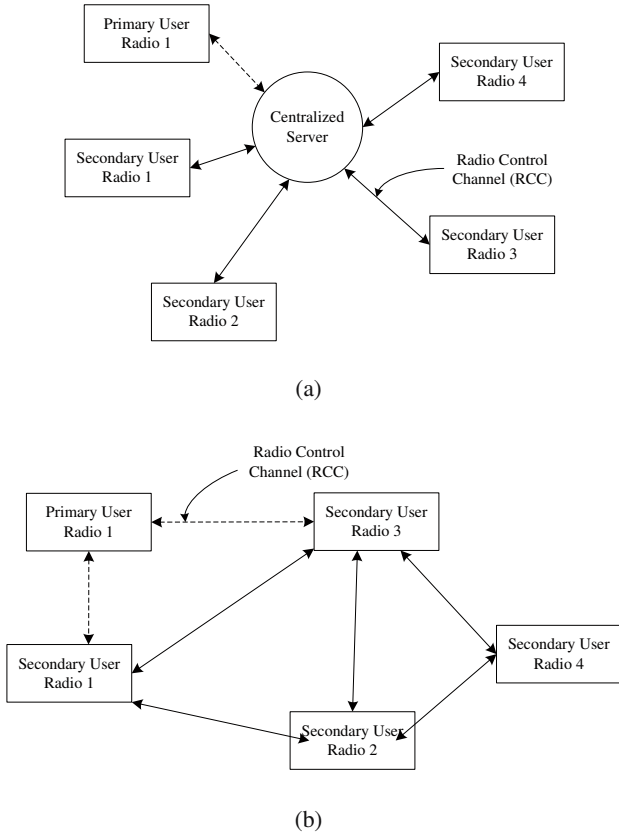 Primary User
Radio 1
Secondary User
Radio 4
Centralized
Server
Secondary User
Radio 1
Radio Control
Channel (RCC)
Secondary User
Radio 3
Secondary User
Radio 2
(a)
Radio Control
Channel (RCC)
Primary User
Radio 1
Secondary User
Radio 3
Secondary User
Radio 1
Secondary User
Radio 4
Secondary User
Radio 2
(b)